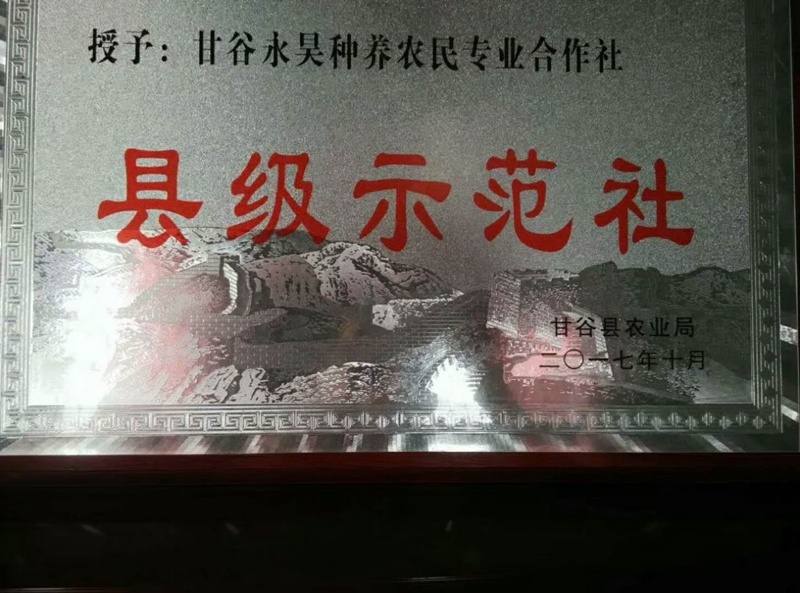 授予：甘谷永昊种养农民专业合作社
县级示范社
甘谷县农业局
二〇一七年十月